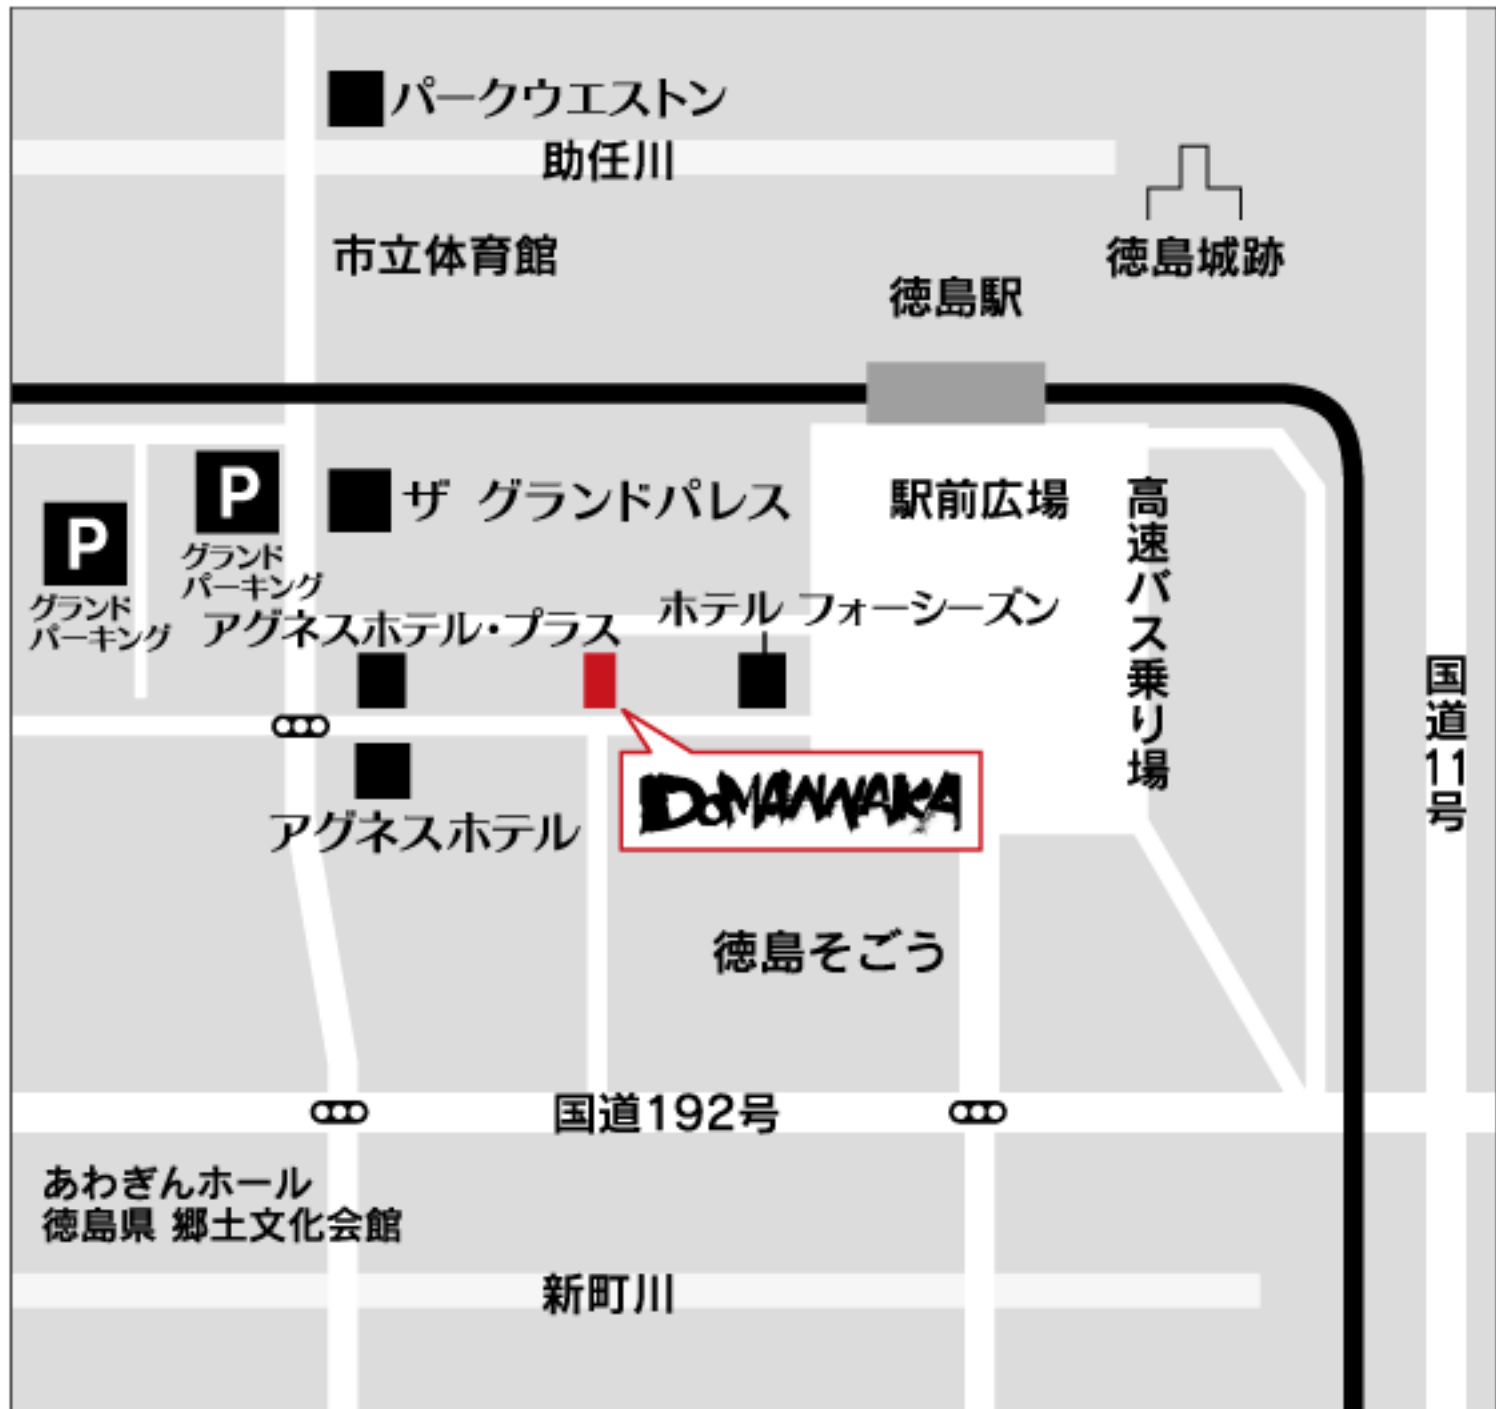 パークウエストン
助任川
市立体育館
徳島城跡
徳島駅
P
グランド
パーキング
P
グランド
パーキング
ザ グランドパレス
駅前広場
高速バス乗り場
アグネスホテル・プラス
ホテル フォーシーズン
国道11号
DoMANNAKA
アグネスホテル
徳島そごう
国道192号
あわぎんホール
徳島県 郷土文化会館
新町川